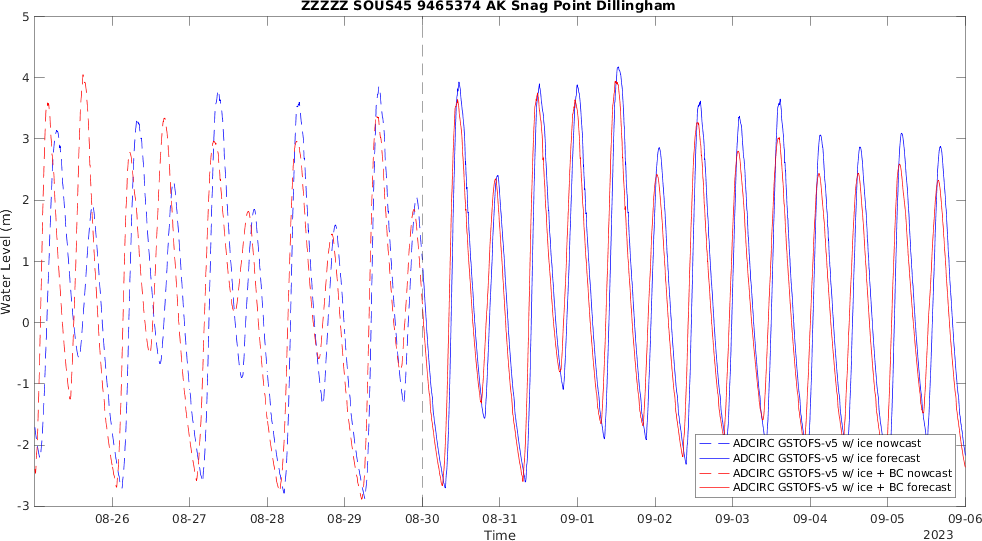 ZZZZZ SOUS45 9465374 AK Snag Point Dillingham
5
4
3
2
1
0
-1
-2
-3
Water Level (m)
ADCIRC GSTOFS-v5 w/ ice nowcast
ADCIRC GSTOFS-v5 w/ ice forecast
ADCIRC GSTOFS-v5 w/ ice + BC nowcast
ADCIRC GSTOFS-v5 w/ ice + BC forecast
08-26 08-27 08-28 08-29 08-30 08-31 09-01 09-02 09-03 09-04 09-05 09-06
Time
2023